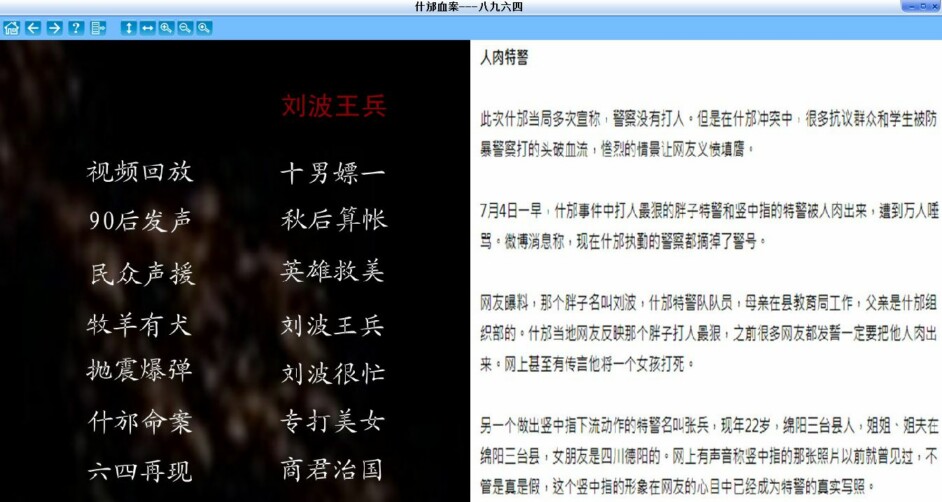 什邡血案---八九六四
刘波王兵
视频回放
90后发声
民众声援
牧羊有犬
抛震爆弹
什邡命案
六四再现
十男嫖一
秋后算帐
英雄救美
刘波王兵
刘波很忙
专打美女
商君治国
人肉特警
此次什邡当局多次宣称，警察没有打人。但是在什邡冲突中，很多抗议群众和学生被防
暴警察打的头破血流，惨烈的情景让网友义愤填膺。
7月4日一早，什邡事件中打人最狠的胖子特警和竖中指的特警被人肉出来，遭到万人唾
骂。微博消息称，现在什邡执勤的警察都摘掉了警号。
网友曝料，那个胖子名叫刘波，什邡特警队队员，母亲在县教育局工作，父亲是什邡组
织部的。什邡当地网友反映那个胖子打人最狠，之前很多网友都发誓一定要把他人肉出
来。网上甚至有传言他将一个女孩打死。
另一个做出竖中指下流动作的特警名叫张兵，现年22岁，绵阳三台县人，姐姐、姐夫在
绵阳三台县，女朋友是四川德阳的。网上有声音称竖中指的那张照片以前就曾见过，不
管是真是假，这个竖中指的形象在网友的心目中已经成为特警的真实写照。